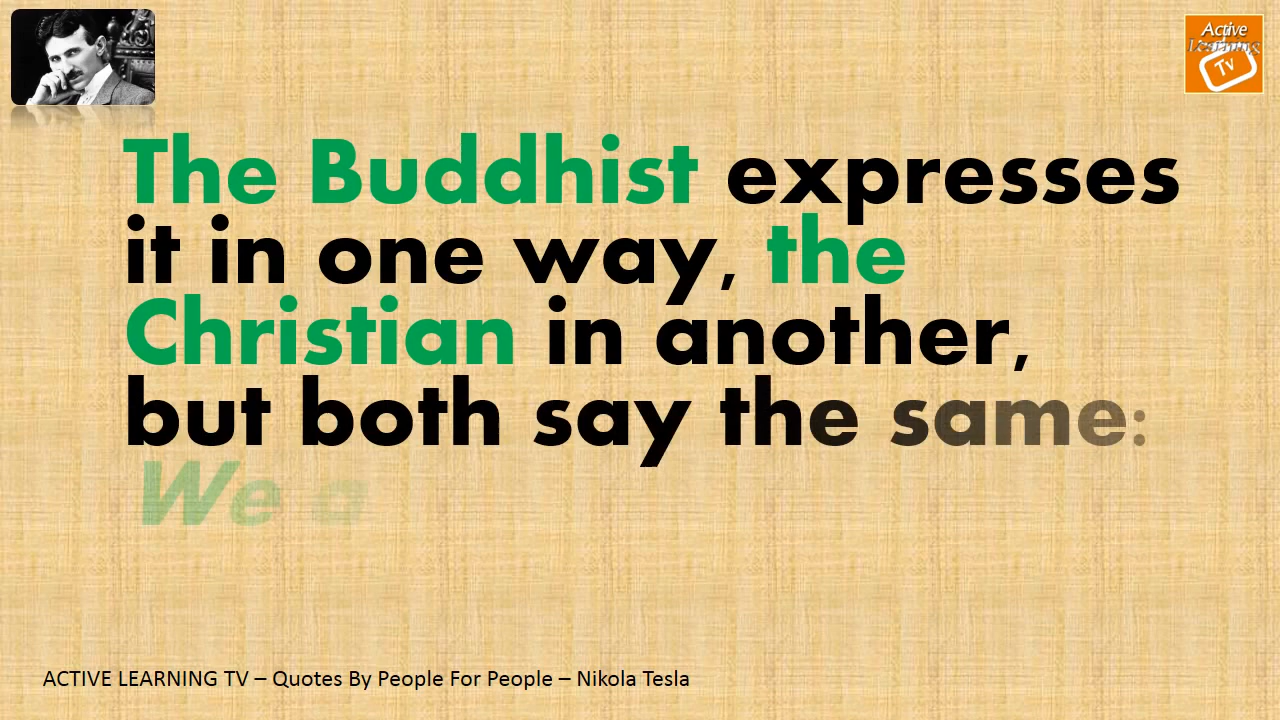 Active
Learning
Tv
The Buddhist expresses
it in one way, the
Christian in another,
but both say the same:
We a
ACTIVE LEARNING TV – Quotes By People For People – Nikola Tesla